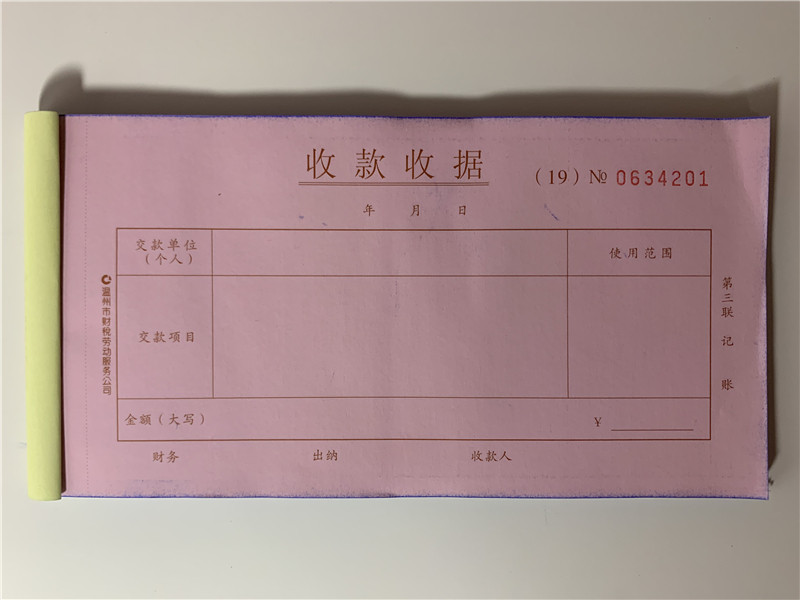 收款收据
(19) № 0634201
年 月 日
交款单位
(个人)
使用范围
交款项目
金额(大写)
¥
财务 出纳 收款人
第三联 记账
温州市财税劳动服务公司